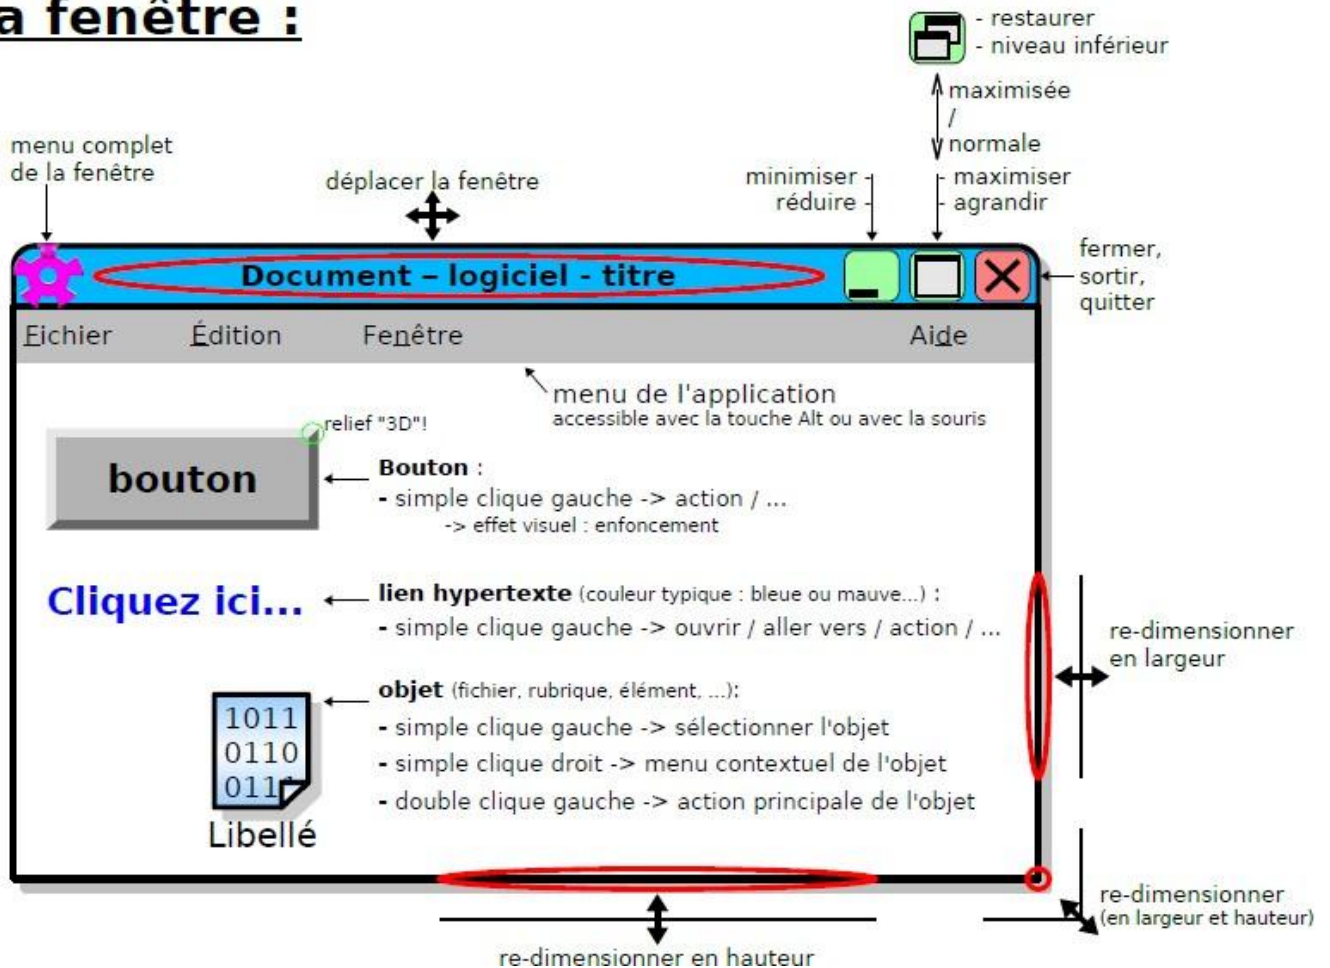 a fenêtre :
- restaurer
- niveau inférieur
maximisée
/
normale
menu complet
de la fenêtre
déplacer la fenêtre
minimiser -
réduire -
- maximiser
- agrandir
fermer,
sortir,
quitter
Document – logiciel - titre
Fichier Édition Fenêtre Aide
menu de l'application
accessible avec la touche Alt ou avec la souris
relief "3D"!
bouton
Bouton :
- simple clique gauche -> action / ...
-> effet visuel : enfoncement
Cliquez ici...
lien hypertexte (couleur typique : bleue ou mauve...) :
- simple clique gauche -> ouvrir / aller vers / action / ...
re-dimensionner
en largeur
objet (fichier, rubrique, élément, ...):
- simple clique gauche -> sélectionner l'objet
- simple clique droit -> menu contextuel de l'objet
- double clique gauche -> action principale de l'objet
1011
0110
0111
Libellé
re-dimensionner
(en largeur et hauteur)
re-dimensionner en hauteur